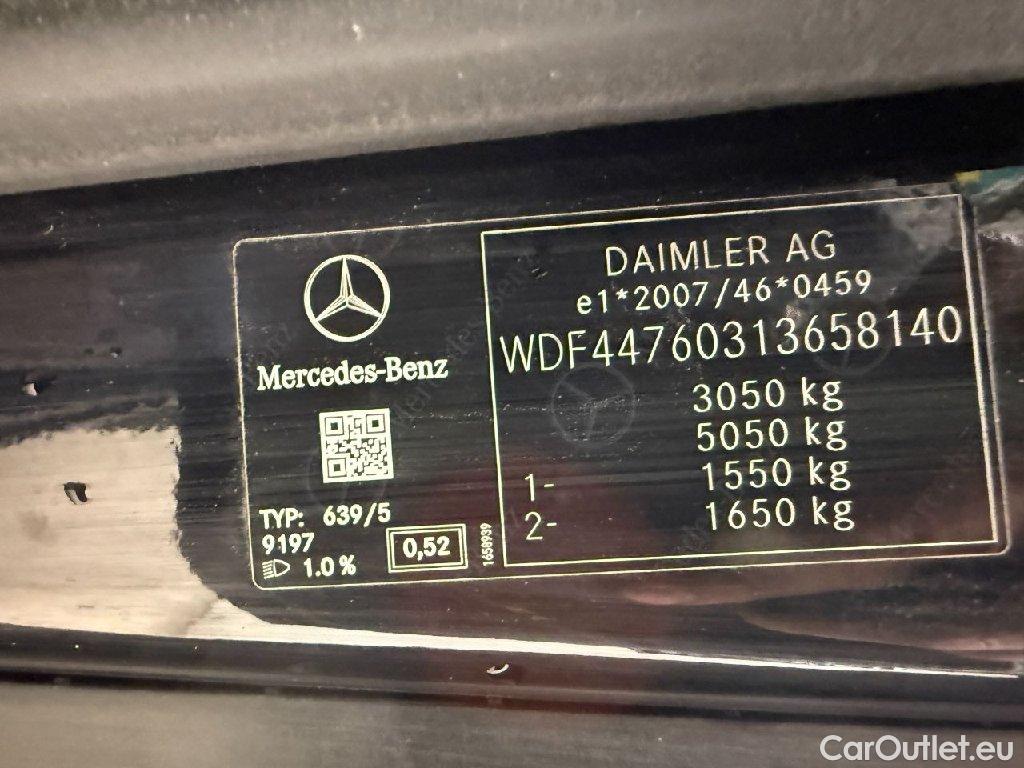 Mercedes-Benz
TYP: 639/5
9197
1.0%
0,52
1658939
DAIMLER AG
e1*2007/46*0459
WDF44760313658140
3050 kg
5050 kg
1- 1550 kg
2- 1650 kg
CarOutlet.eu